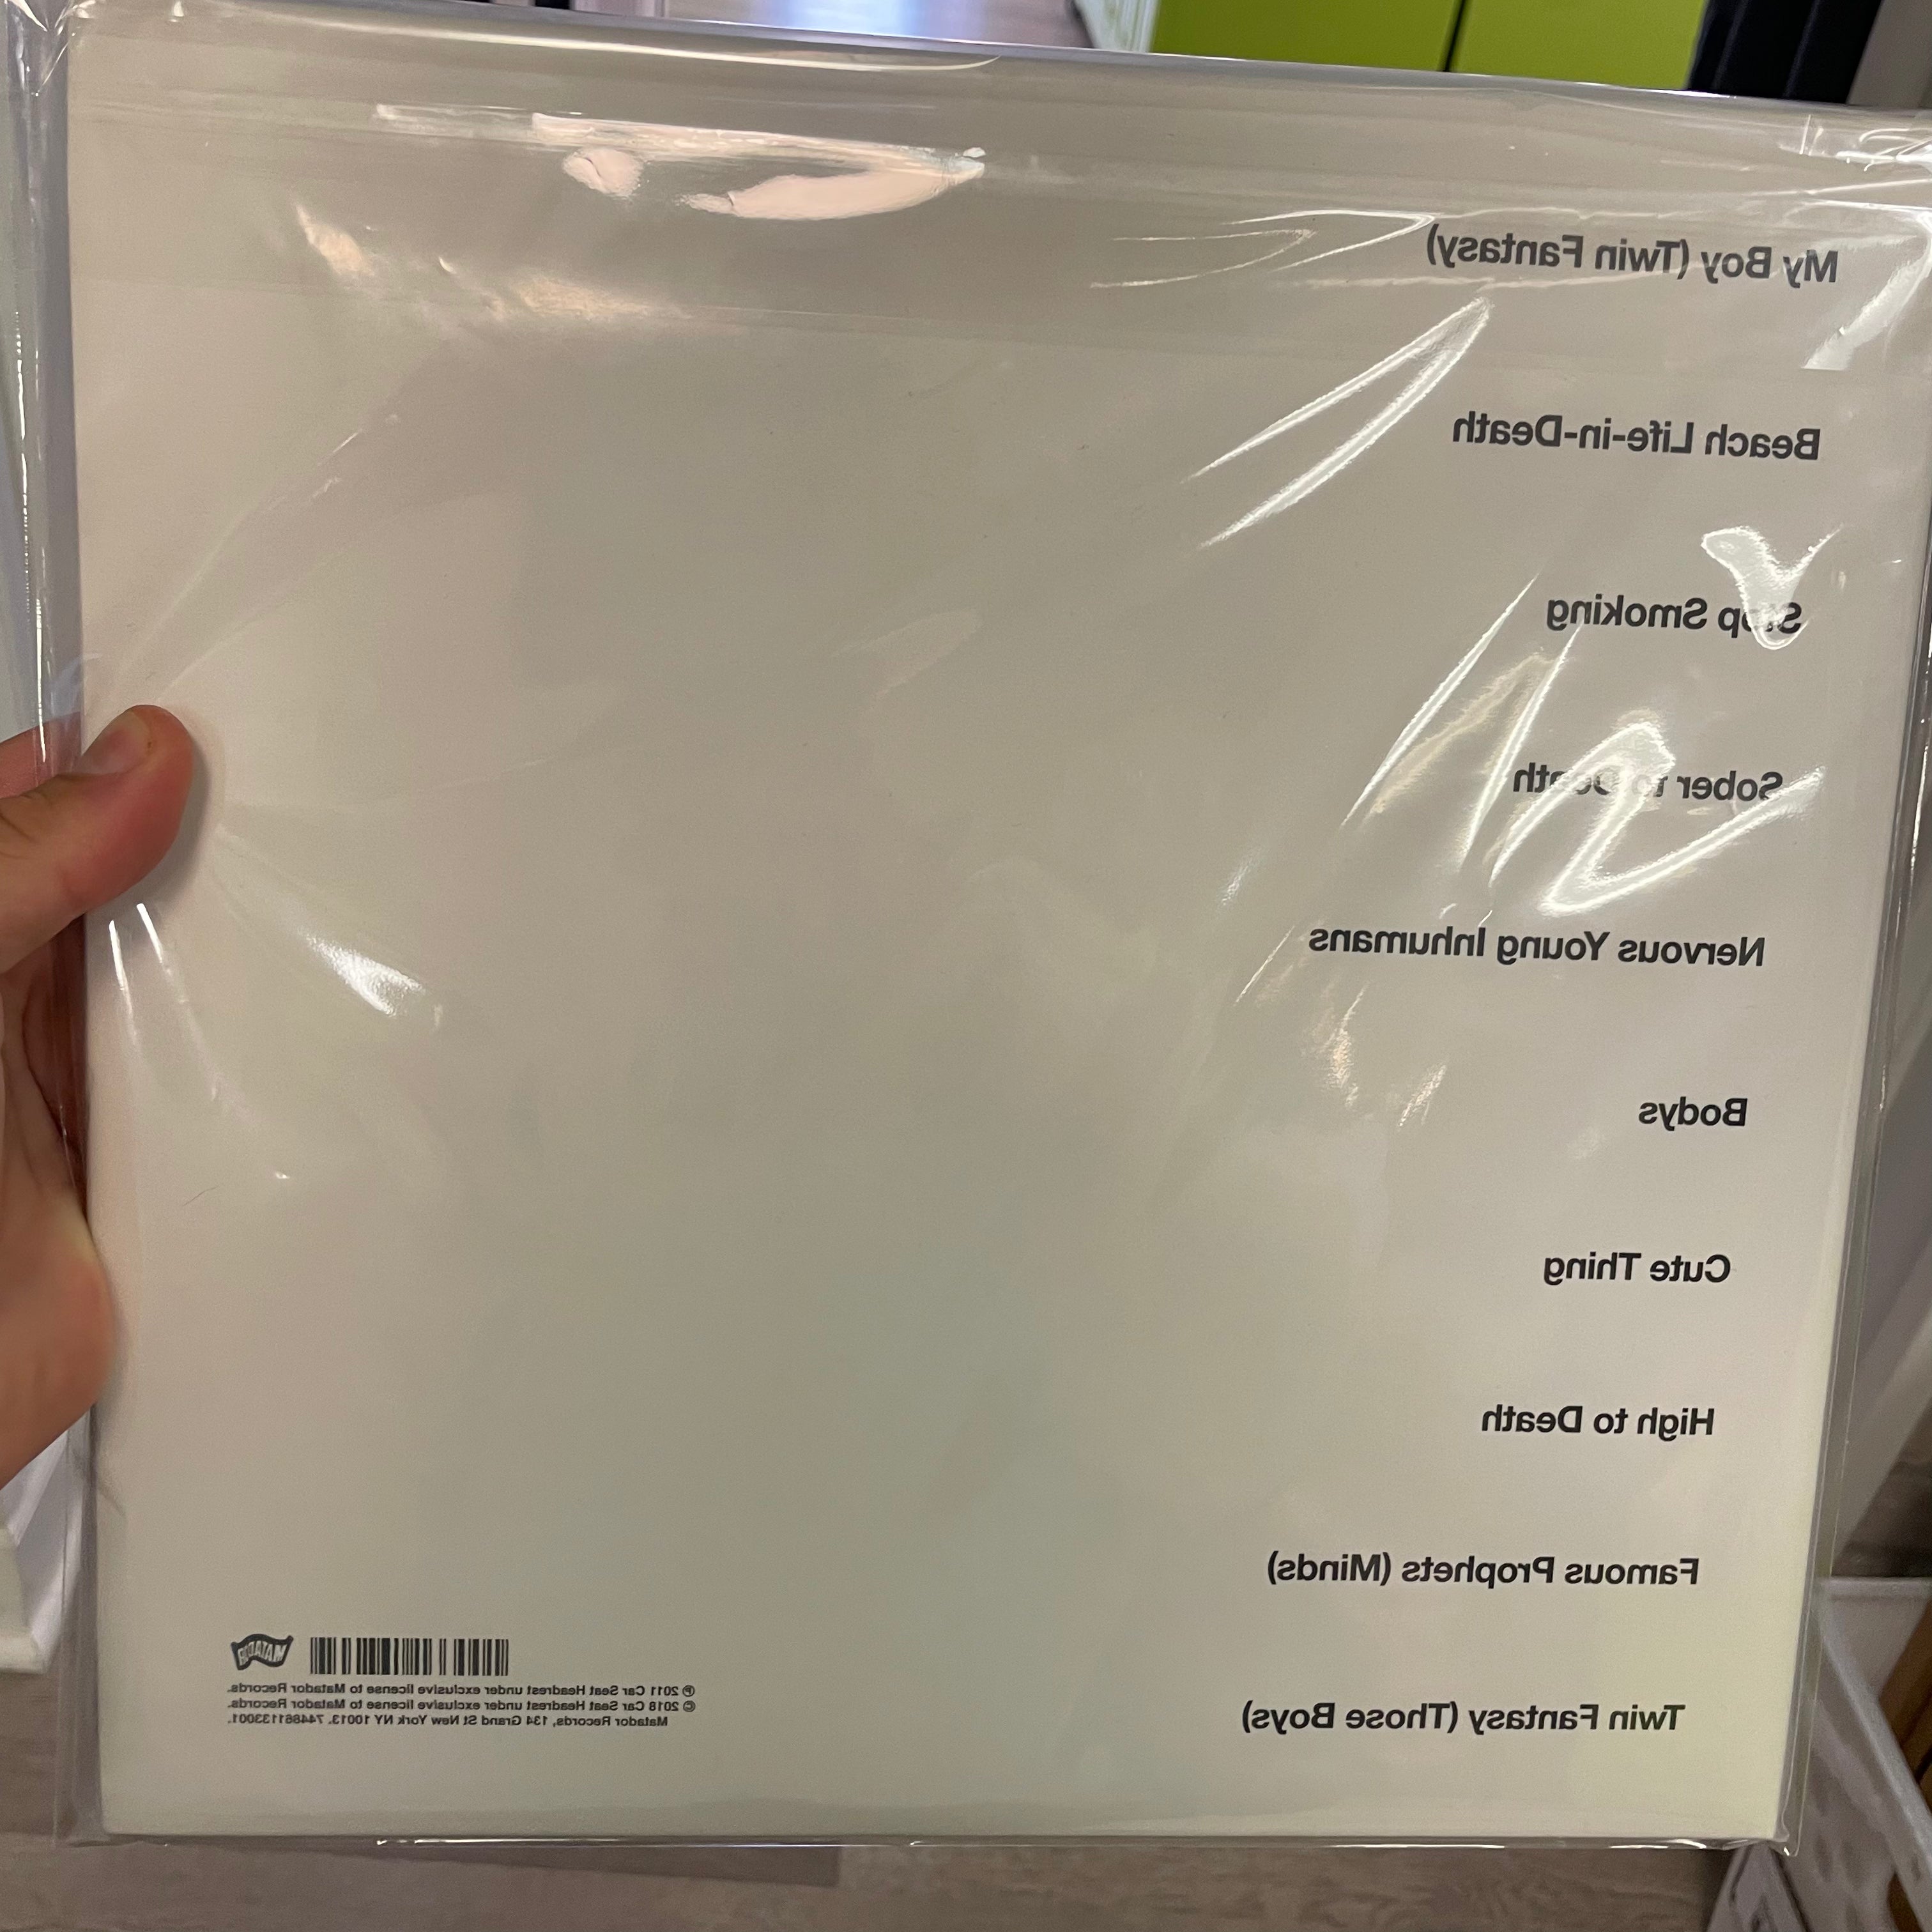 My Boy (Twin Fantasy)
Beach Life-in-Death
Stop Smoking
Sober to Death
Nervous Young Inhumans
Bodys
Cute Thing
High to Death
Famous Prophets (Minds)
Twin Fantasy (Those Boys)
MATADOR
℗ 2011 Car Seat Headrest under exclusive license to Matador Records.
© 2018 Car Seat Headrest under exclusive license to Matador Records.
Matador Records, 134 Grand St New York NY 10013. 744861133001.